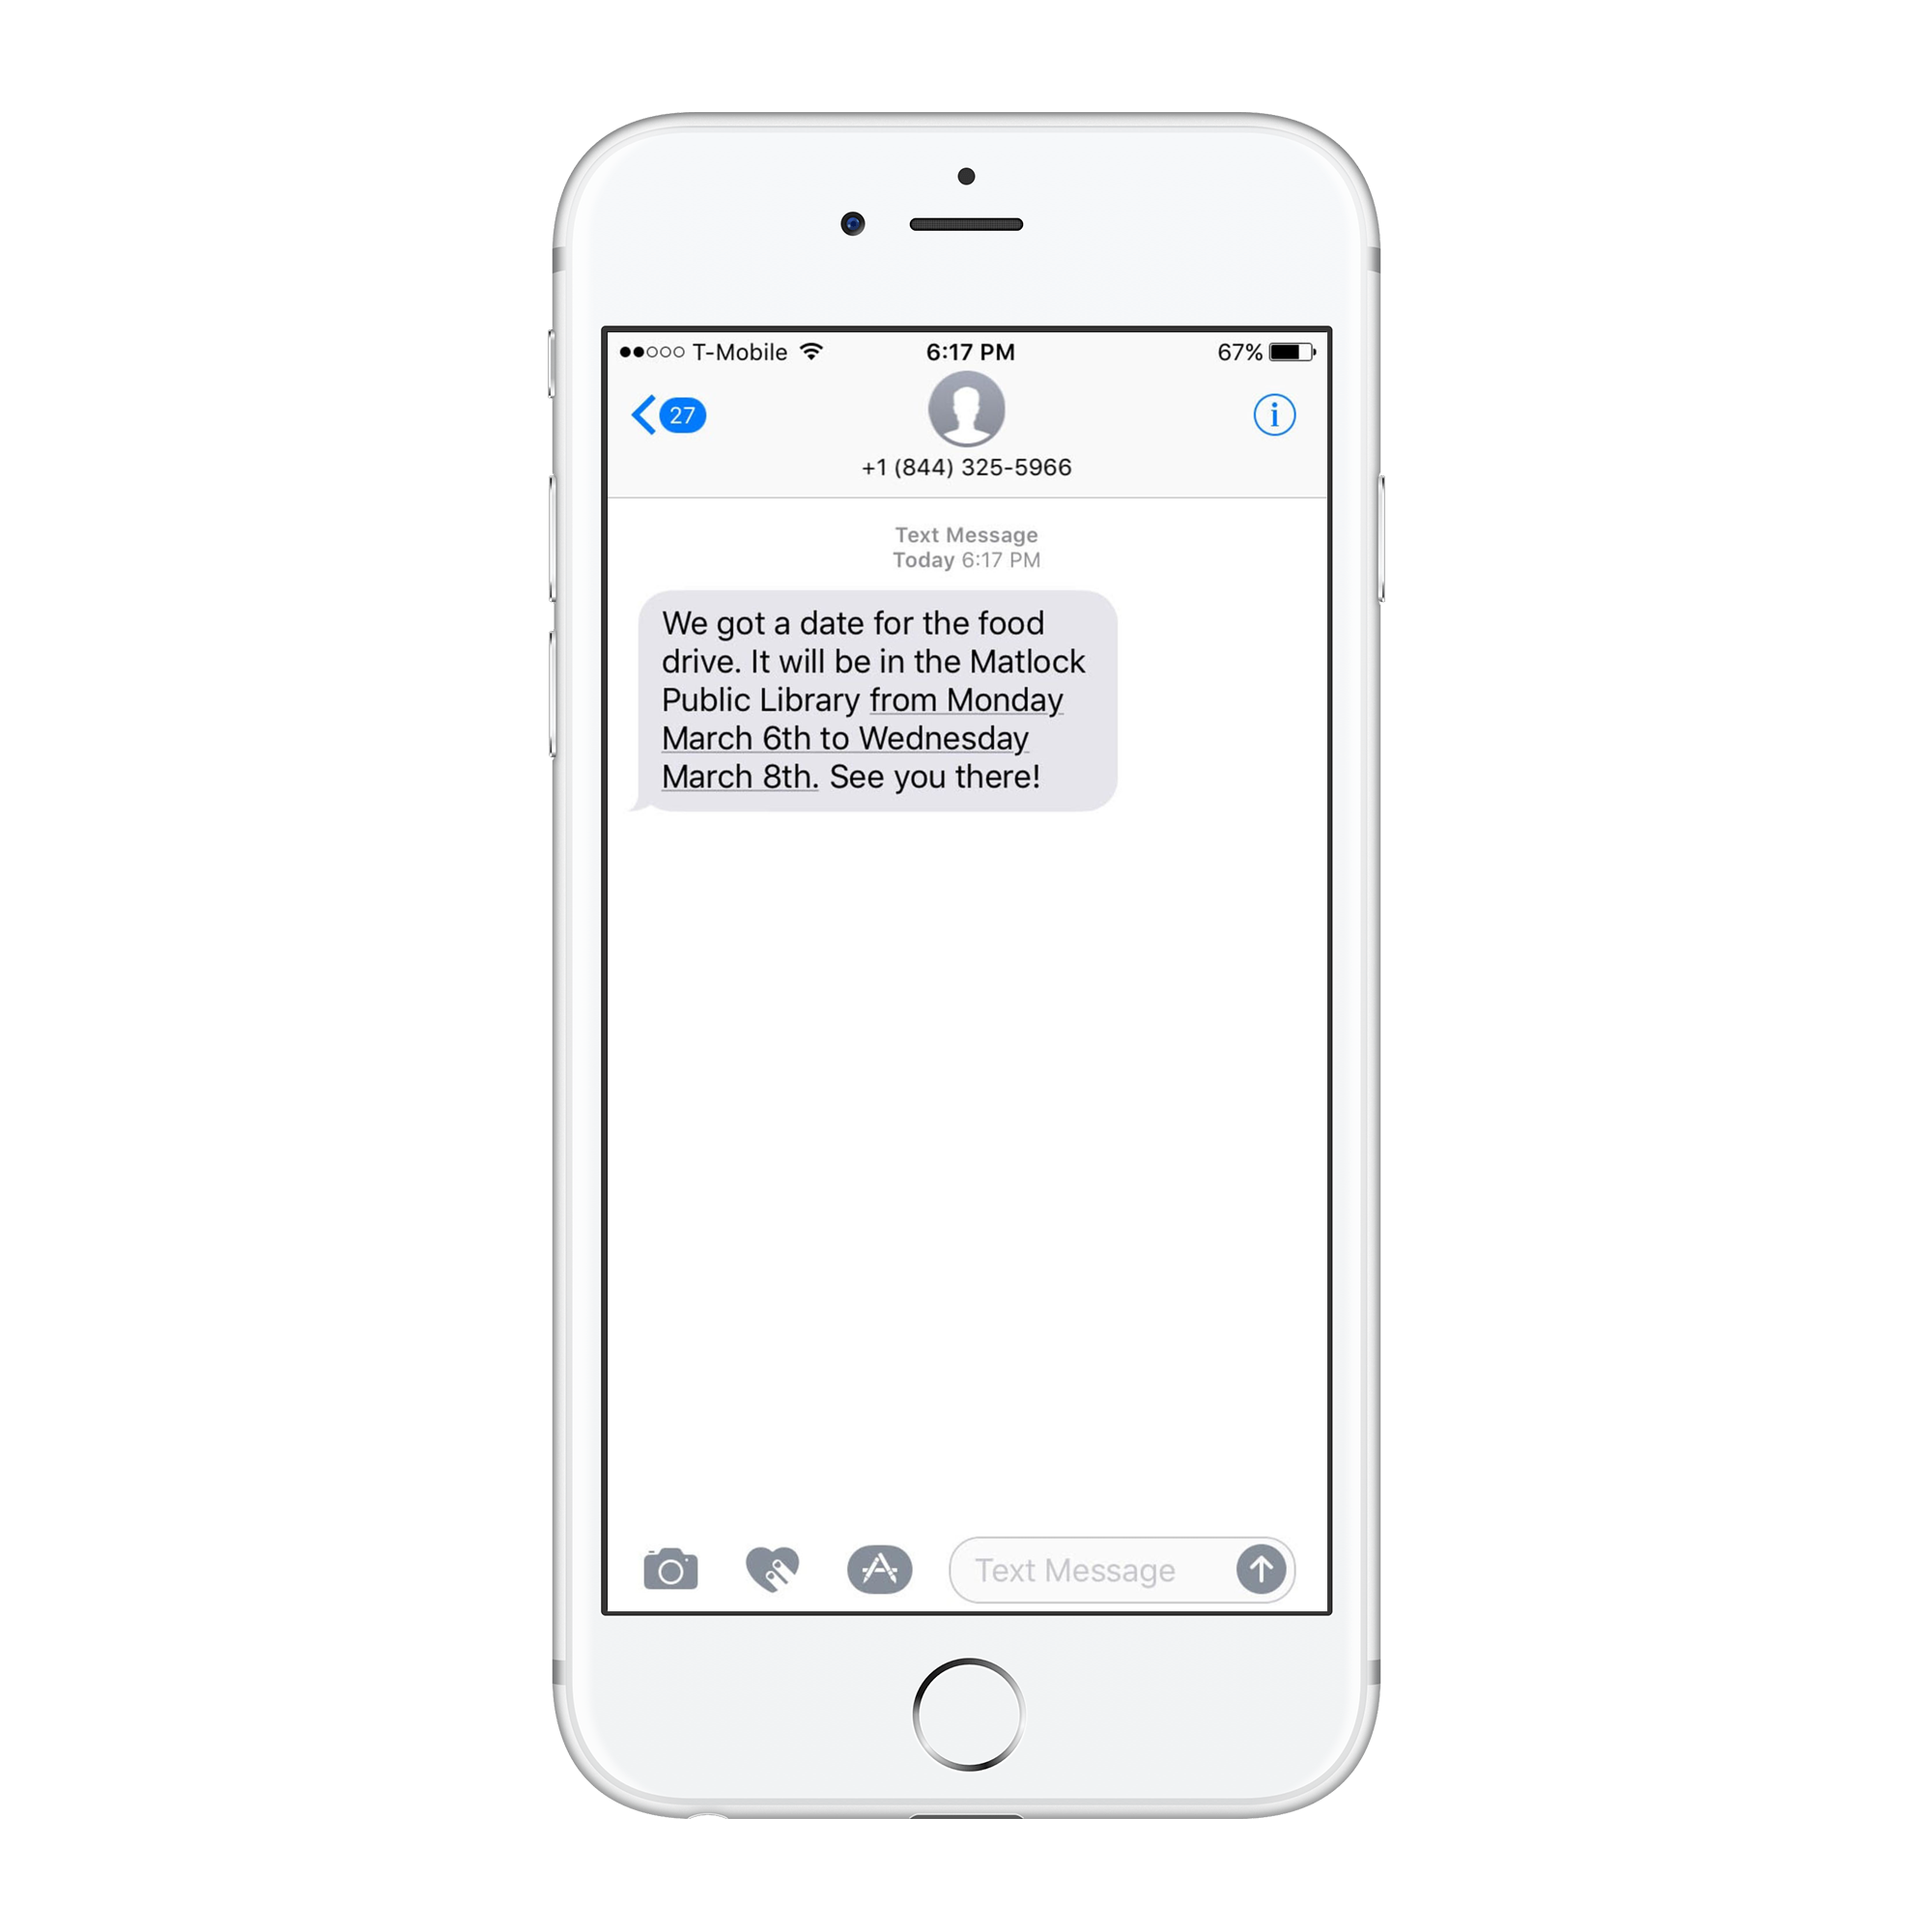 T-Mobile 6:17 PM 67%
27
+1 (844) 325-5966
Text Message
Today 6:17 PM
We got a date for the food
drive. It will be in the Matlock
Public Library from Monday
March 6th to Wednesday
March 8th. See you there!
Text Message